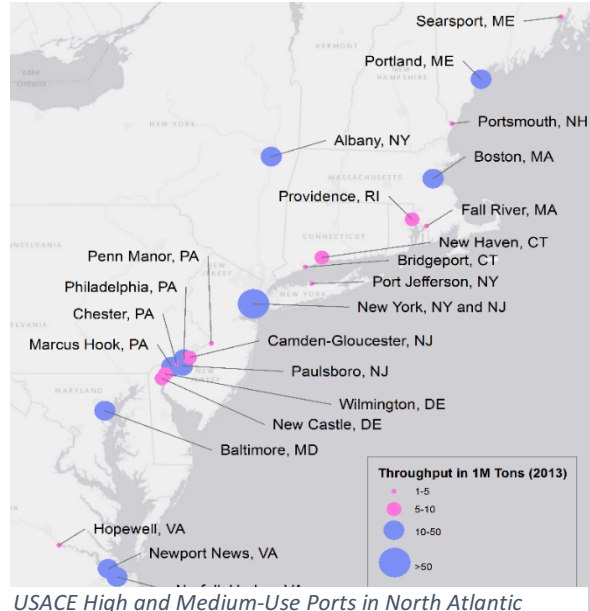 Searsport, ME
Portland, ME
VERMONT
NEW
HAMPSHIRE
Lake
Ontario
Portsmouth, NH
NEW YORK
Albany, NY
Boston, MA
MASSACHUSETTS
Providence, RI
Fall River, MA
CONNECTICUT
New Haven, CT
Bridgeport, CT
Penn Manor, PA
Port Jefferson, NY
NEW YORK
Philadelphia, PA
New York, NY and NJ
Chester, PA
Camden-Gloucester, NJ
Marcus Hook, PA
Paulsboro, NJ
MARYLAND
Wilmington, DE
New Castle, DE
Baltimore, MD
Throughput in 1M Tons (2013)
1-5
5-10
10-50
>50
Hopewell, VA
Newport News, VA
USACE High and Medium-Use Ports in North Atlantic